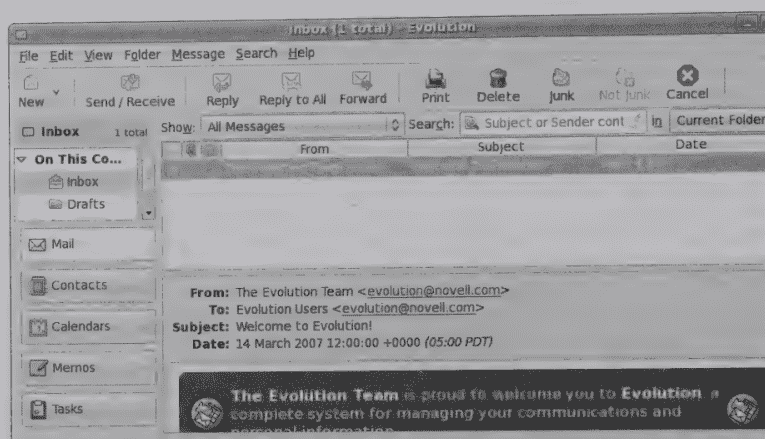 Inbox (1 total) - Evolution
File Edit View Folder Message Search Help
New Send / Receive Reply Reply to All Forward Print Delete Junk Not Junk Cancel
Inbox 1 total Show: All Messages Search: Subject or Sender cont in Current Folder
From Subject Date
On This Co...
Inbox
Drafts
Mail
Contacts
Calendars
Memos
Tasks
From: The Evolution Team <evolution@novell.com>
To: Evolution Users <evolution@novell.com>
Subject: Welcome to Evolution!
Date: 14 March 2007 12:00:00 +0000 (05:00 PDT)
The Evolution Team is proud to welcome you to Evolution a
complete system for managing your communications and
personal information